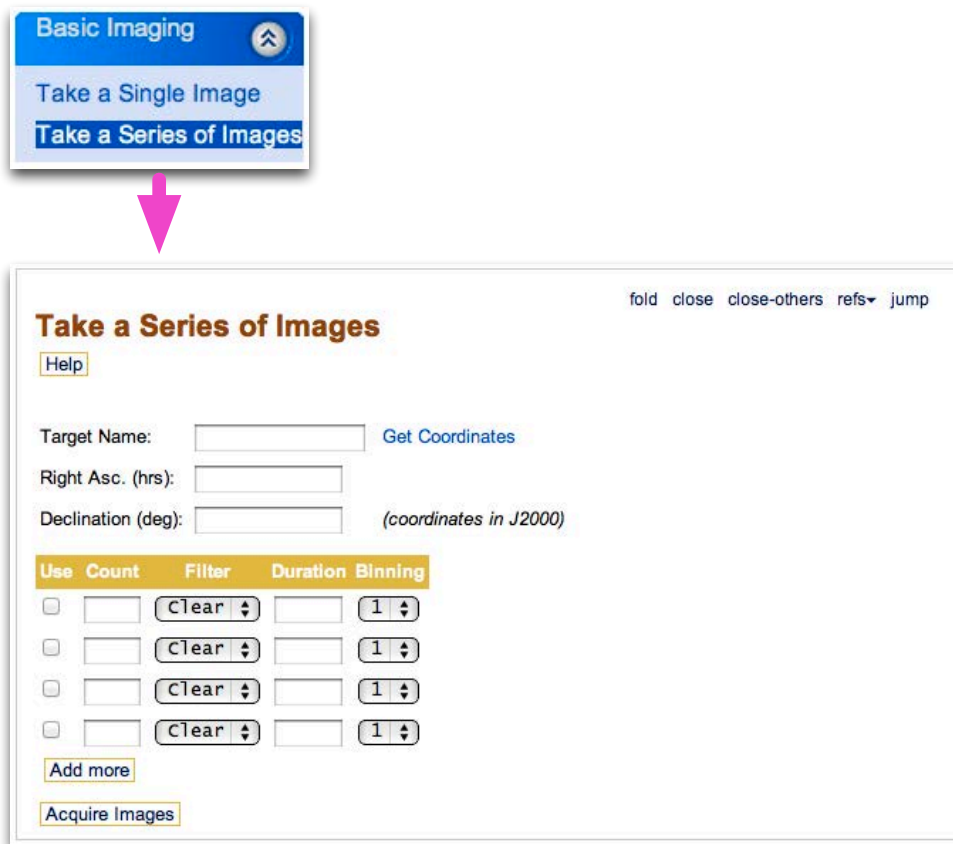 Basic Imaging
Take a Single Image
Take a Series of Images
fold close close-others refs jump
Take a Series of Images
Help
Target Name: Get Coordinates
Right Asc. (hrs):
Declination (deg): (coordinates in J2000)
Use Count Filter Duration Binning
Clear 1
Clear 1
Clear 1
Clear 1
Add more
Acquire Images